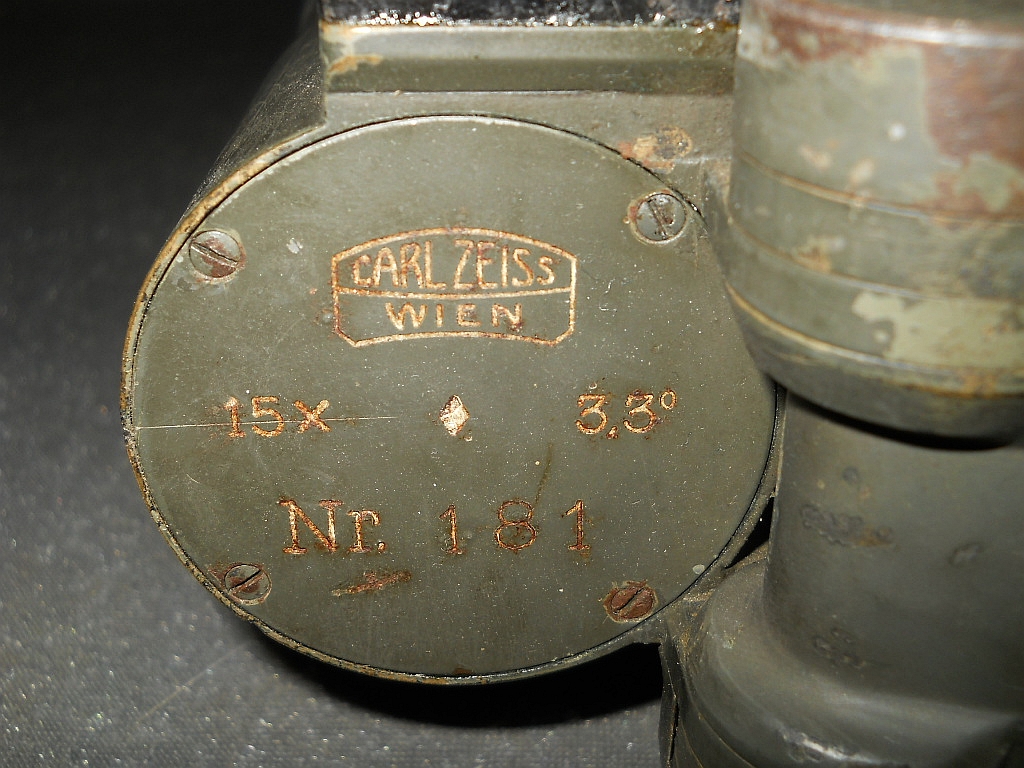 CARL ZEISS
WIEN
15x 3,3°
Nr. 181